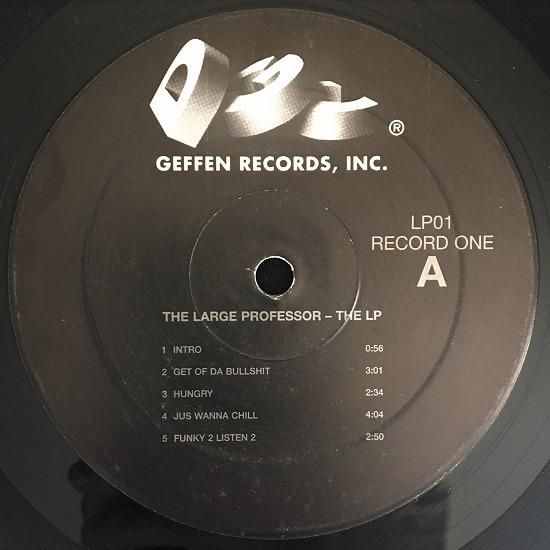 ®
GEFFEN RECORDS, INC.
LP01
RECORD ONE
A
THE LARGE PROFESSOR – THE LP
1 INTRO 0:56
2 GET OF DA BULLSHIT 3:01
3 HUNGRY 2:34
4 JUS WANNA CHILL 4:04
5 FUNKY 2 LISTEN 2 2:50